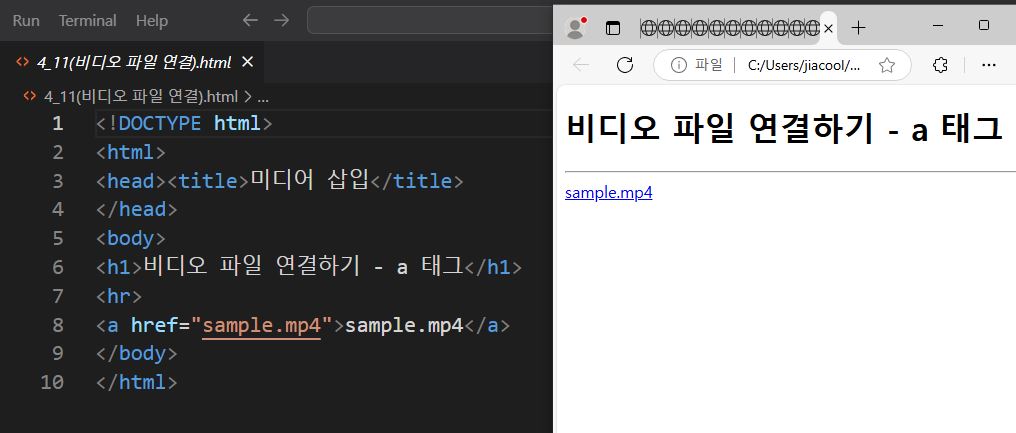 Run Terminal Help
4_11(비디오 파일 연결).html
4_11(비디오 파일 연결).html > ...
1 <!DOCTYPE html>
2 <html>
3 <head><title>미디어 삽입</title>
4 </head>
5 <body>
6 <h1>비디오 파일 연결하기 - a 태그</h1>
7 <hr>
8 <a href="sample.mp4">sample.mp4</a>
9 </body>
10 </html>
파일 C:/Users/jiacool/...
비디오 파일 연결하기 - a 태그
sample.mp4